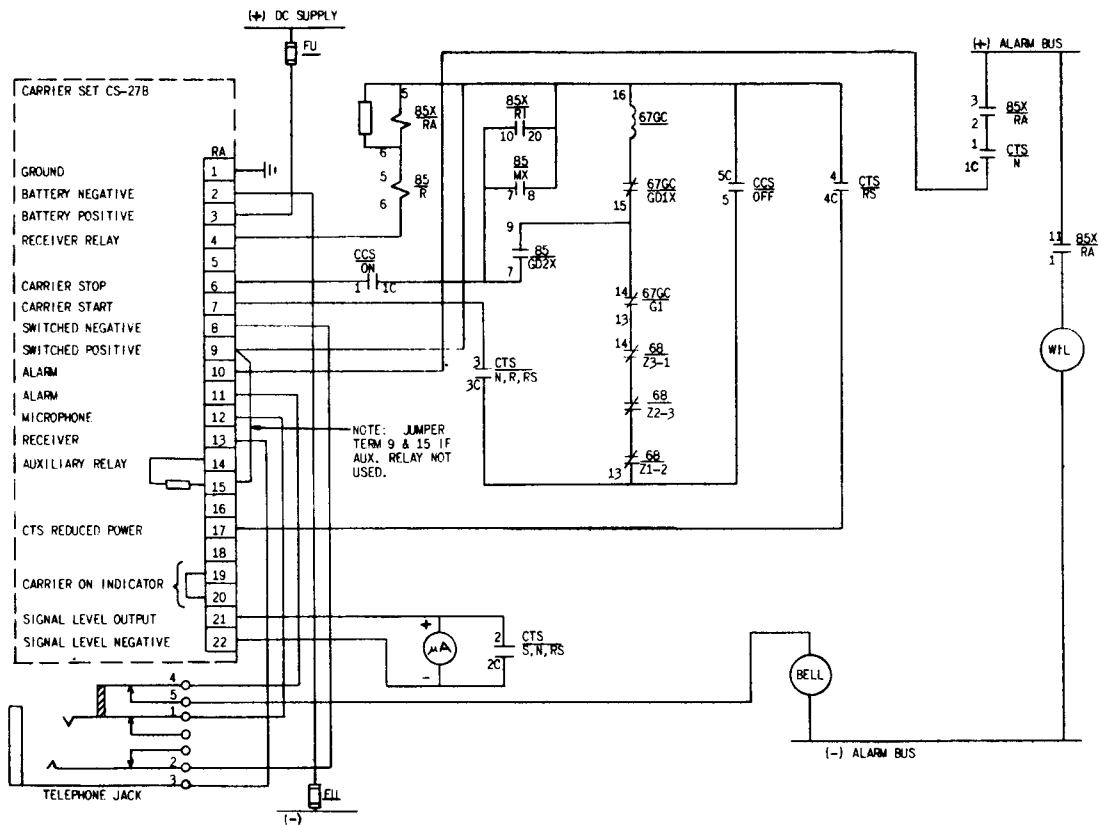 (+) DC SUPPLY
FU
(+) ALARM BUS
CARRIER SET CS-27B
RA
GROUND 1
BATTERY NEGATIVE 2
BATTERY POSITIVE 3
RECEIVER RELAY 4
5
CARRIER STOP 6
CARRIER START 7
SWITCHED NEGATIVE 8
SWITCHED POSITIVE 9
ALARM 10
ALARM 11
MICROPHONE 12
RECEIVER 13
AUXILIARY RELAY 14
15
16
CTS REDUCED POWER 17
18
CARRIER ON INDICATOR 19
20
SIGNAL LEVEL OUTPUT 21
SIGNAL LEVEL NEGATIVE 22
5
85X
RA
6
5
85
R
6
85X
RI
10 20
85
MX
7 8
9
85
GD2X
7
CCS
ON
1 1C
16
67GC
67GC
GD1X
15
14 67GC
G1
13
14 68
Z3-1
68
Z2-3
68
Z1-2
13
5C
CCS
OFF
5
4
CTS
RS
4C
3
CTS
N,R,RS
3C
NOTE: JUMPER
TERM 9 & 15 IF
AUX. RELAY NOT
USED.
3
85X
RA
2
1
CTS
N
1C
11
85X
RA
1
WHL
+
μA
-
2
CTS
S,N,RS
2C
BELL
(-) ALARM BUS
4
5
1
2
3
TELEPHONE JACK
FU
(-)